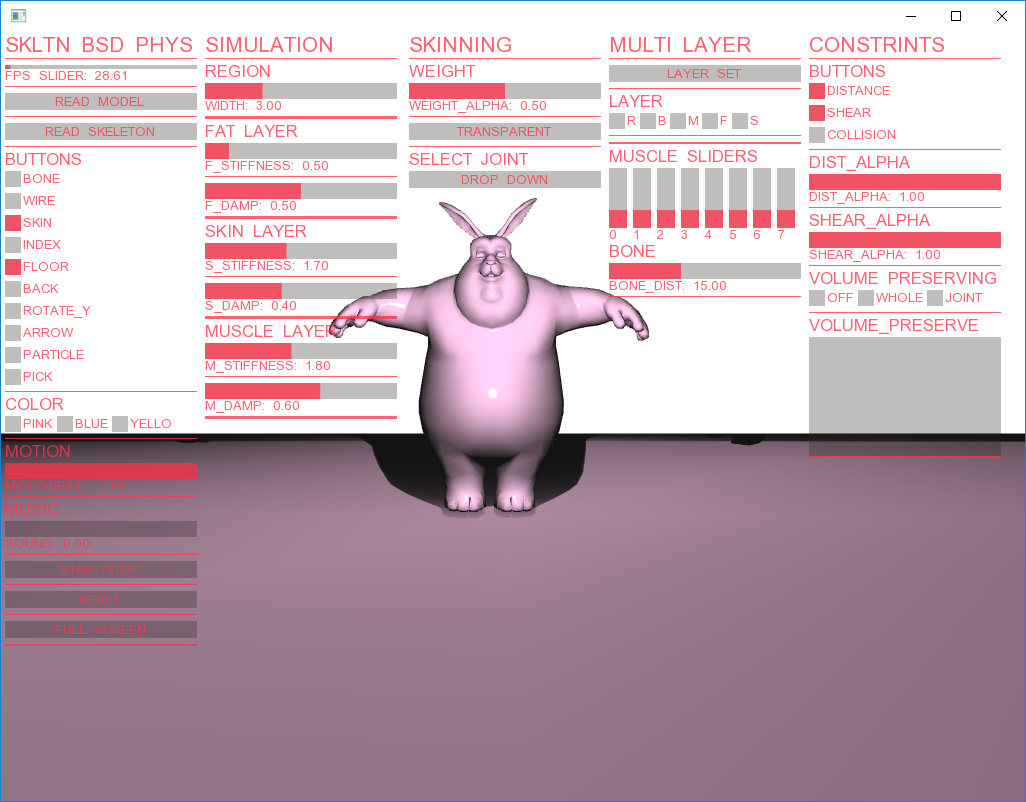 SKLTN BSD PHYS
FPS SLIDER: 28.61
READ MODEL
READ SKELETON
BUTTONS
BONE
WIRE
SKIN
INDEX
FLOOR
BACK
ROTATE_Y
ARROW
PARTICLE
PICK
COLOR
PINK BLUE YELLO
MOTION
MUSIC
SOUND: 0.00
START/STOP
RESET
FULL SCREEN
SIMULATION
REGION
WIDTH: 3.00
FAT LAYER
F_STIFFNESS: 0.50
F_DAMP: 0.50
SKIN LAYER
S_STIFFNESS: 1.70
S_DAMP: 0.40
MUSCLE LAYER
M_STIFFNESS: 1.80
M_DAMP: 0.60
SKINNING
WEIGHT
WEIGHT_ALPHA: 0.50
TRANSPARENT
SELECT JOINT
DROP DOWN
MULTI LAYER
LAYER SET
LAYER
R B M F S
MUSCLE SLIDERS
0 1 2 3 4 5 6 7
BONE
BONE_DIST: 15.00
CONSTRINTS
BUTTONS
DISTANCE
SHEAR
COLLISION
DIST_ALPHA
DIST_ALPHA: 1.00
SHEAR_ALPHA
SHEAR_ALPHA: 1.00
VOLUME PRESERVING
OFF WHOLE JOINT
VOLUME_PRESERVE